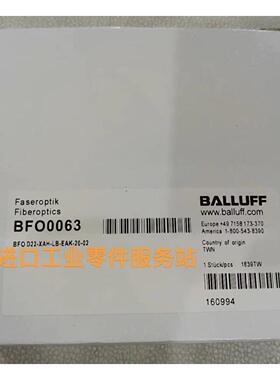 Faseroptik
Fiberoptics
BFO0063
BFO D22-XAH-LB-EAK-20-02
BALLUFF
www.balluff.com
Europe +49 7158 173-370
America 1-800-543-8390
Country of origin
TWN
1 Stück/pcs 1639TW
160994
进口工业零件服务站